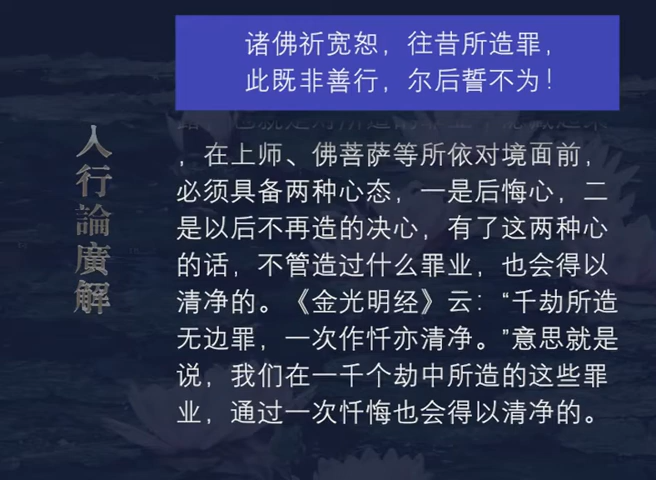 诸佛祈宽恕，往昔所造罪，
此既非善行，尔后誓不为！
入行論廣解
，在上师、佛菩萨等所依对境面前，
必须具备两种心态，一是后悔心，二
是以后不再造的决心，有了这两种心
的话，不管造过什么罪业，也会得以
清净的。《金光明经》云：“千劫所造
无边罪，一次作忏亦清净。”意思就是
说，我们在一千个劫中所造的这些罪
业，通过一次忏悔也会得以清净的。